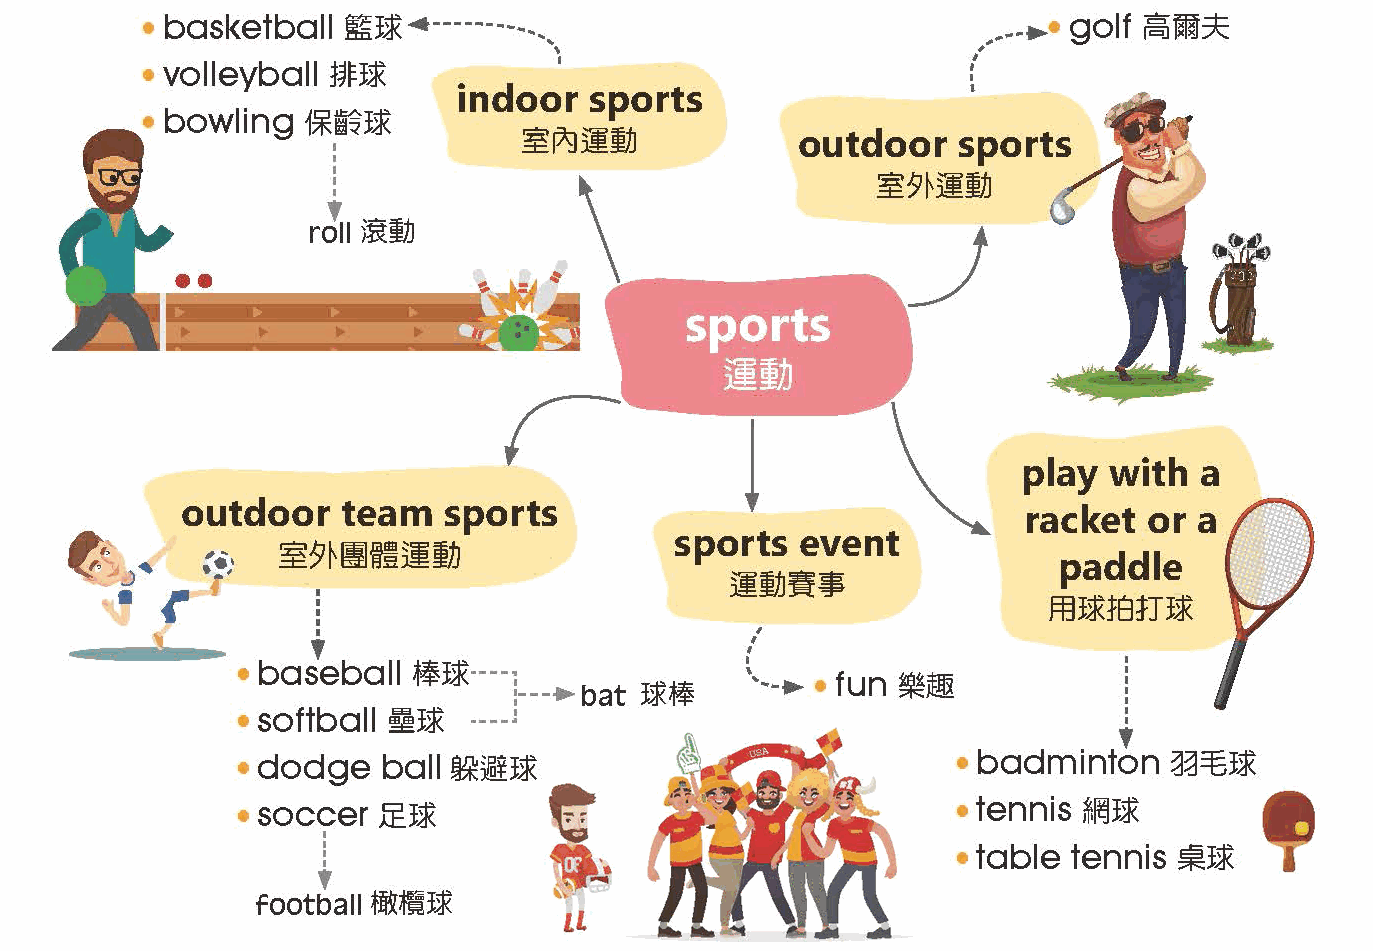 basketball 籃球
volleyball 排球
bowling 保齡球
roll 滾動
indoor sports
室內運動
golf 高爾夫
outdoor sports
室外運動
sports
運動
outdoor team sports
室外團體運動
baseball 棒球
softball 壘球
bat 球棒
dodge ball 躲避球
soccer 足球
football 橄欖球
sports event
運動賽事
fun 樂趣
USA
play with a
racket or a
paddle
用球拍打球
badminton 羽毛球
tennis 網球
table tennis 桌球